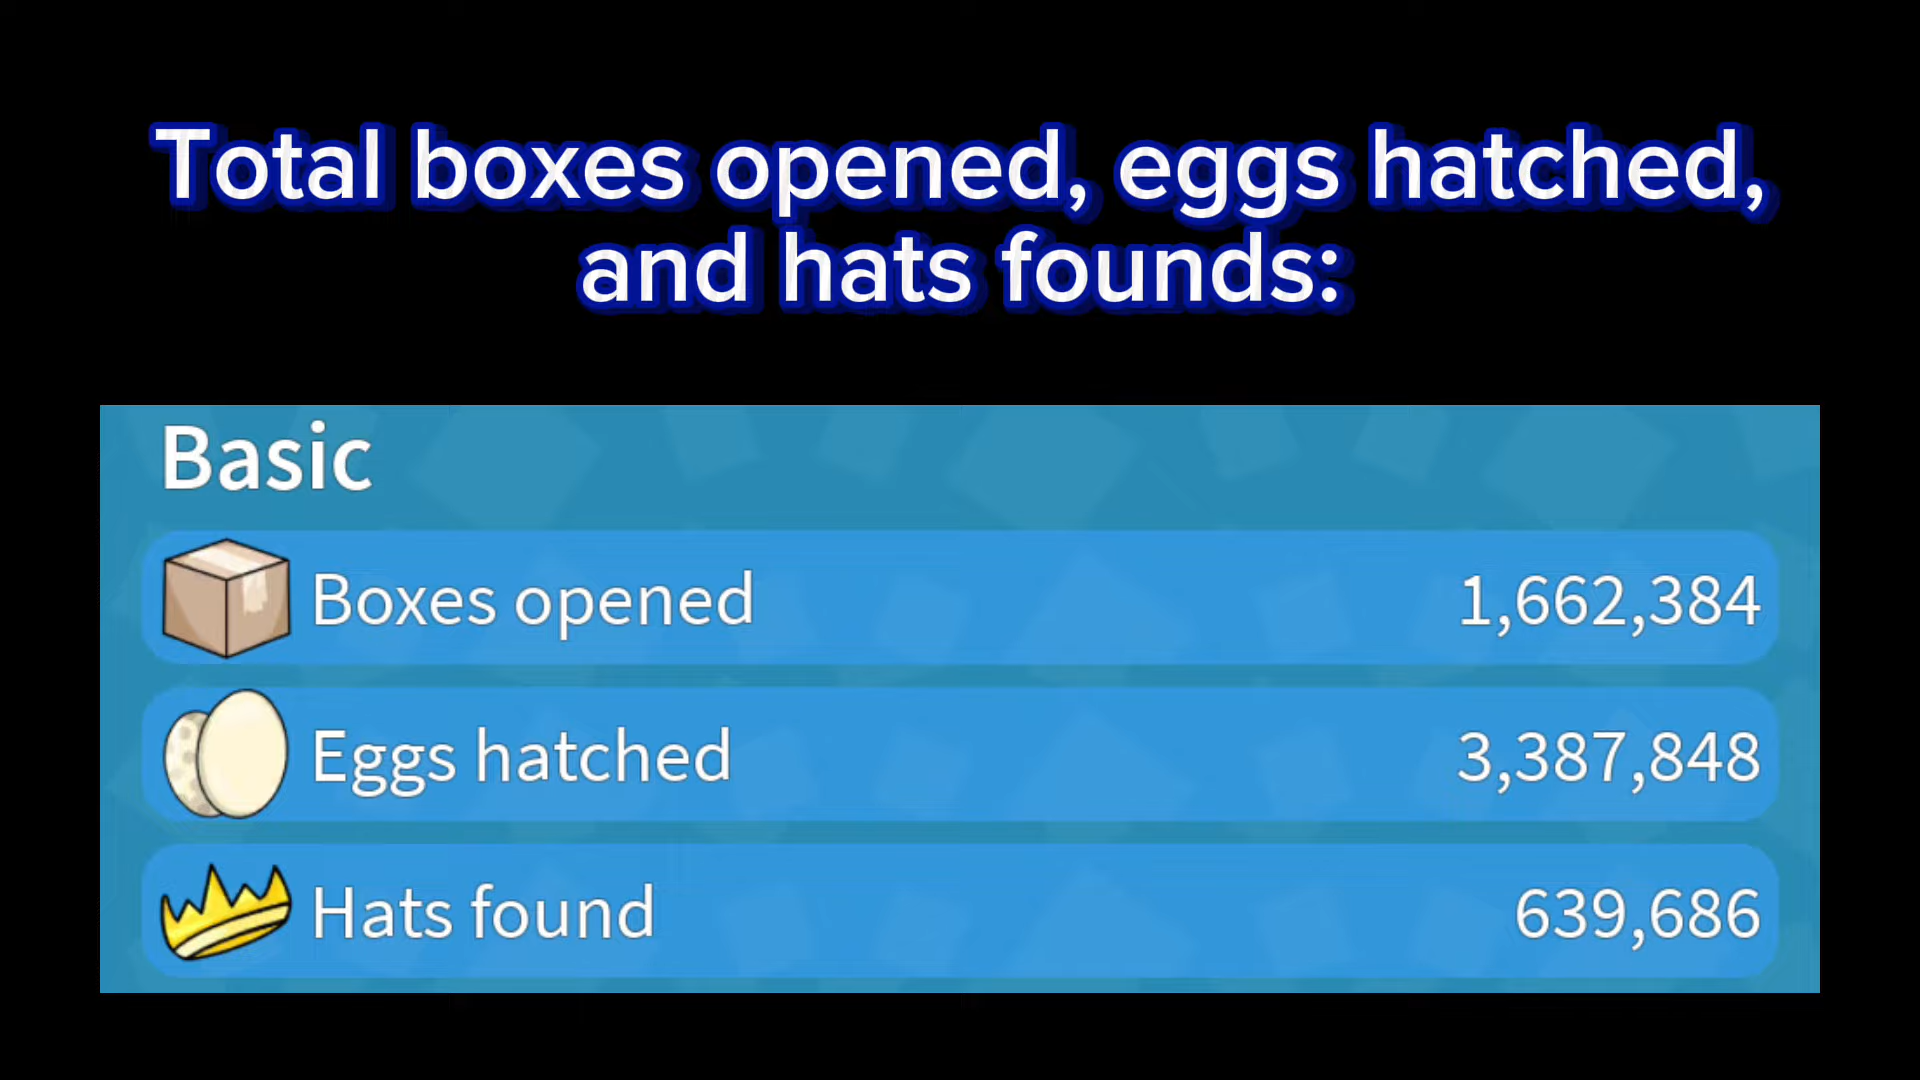 Total boxes opened, eggs hatched,
and hats founds:
Basic
Boxes opened 1,662,384
Eggs hatched 3,387,848
Hats found 639,686